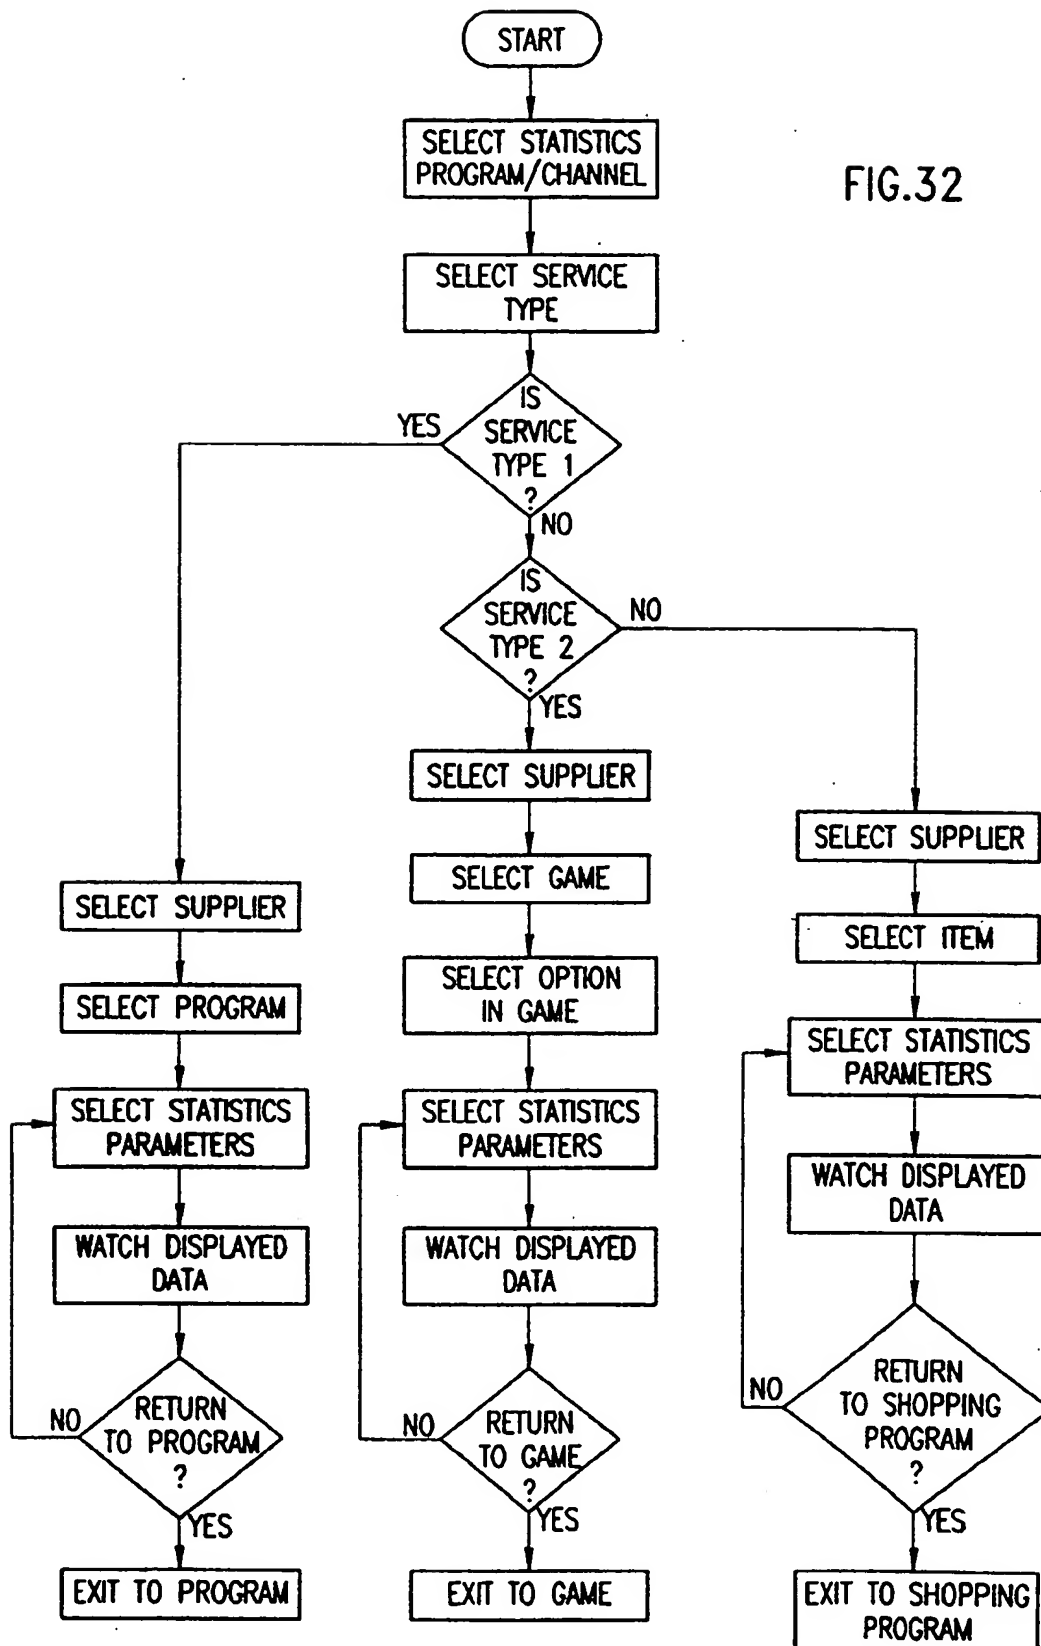 START
SELECT STATISTICS
PROGRAM/CHANNEL
FIG.32
SELECT SERVICE
TYPE
IS
SERVICE
TYPE 1
?
YES
NO
IS
SERVICE
TYPE 2
?
NO
YES
SELECT SUPPLIER
SELECT GAME
SELECT OPTION
IN GAME
SELECT STATISTICS
PARAMETERS
WATCH DISPLAYED
DATA
RETURN
TO GAME
?
NO
YES
EXIT TO GAME
SELECT SUPPLIER
SELECT PROGRAM
SELECT STATISTICS
PARAMETERS
WATCH DISPLAYED
DATA
RETURN
TO PROGRAM
?
NO
YES
EXIT TO PROGRAM
SELECT SUPPLIER
SELECT ITEM
SELECT STATISTICS
PARAMETERS
WATCH DISPLAYED
DATA
RETURN
TO SHOPPING
PROGRAM
?
NO
YES
EXIT TO SHOPPING
PROGRAM